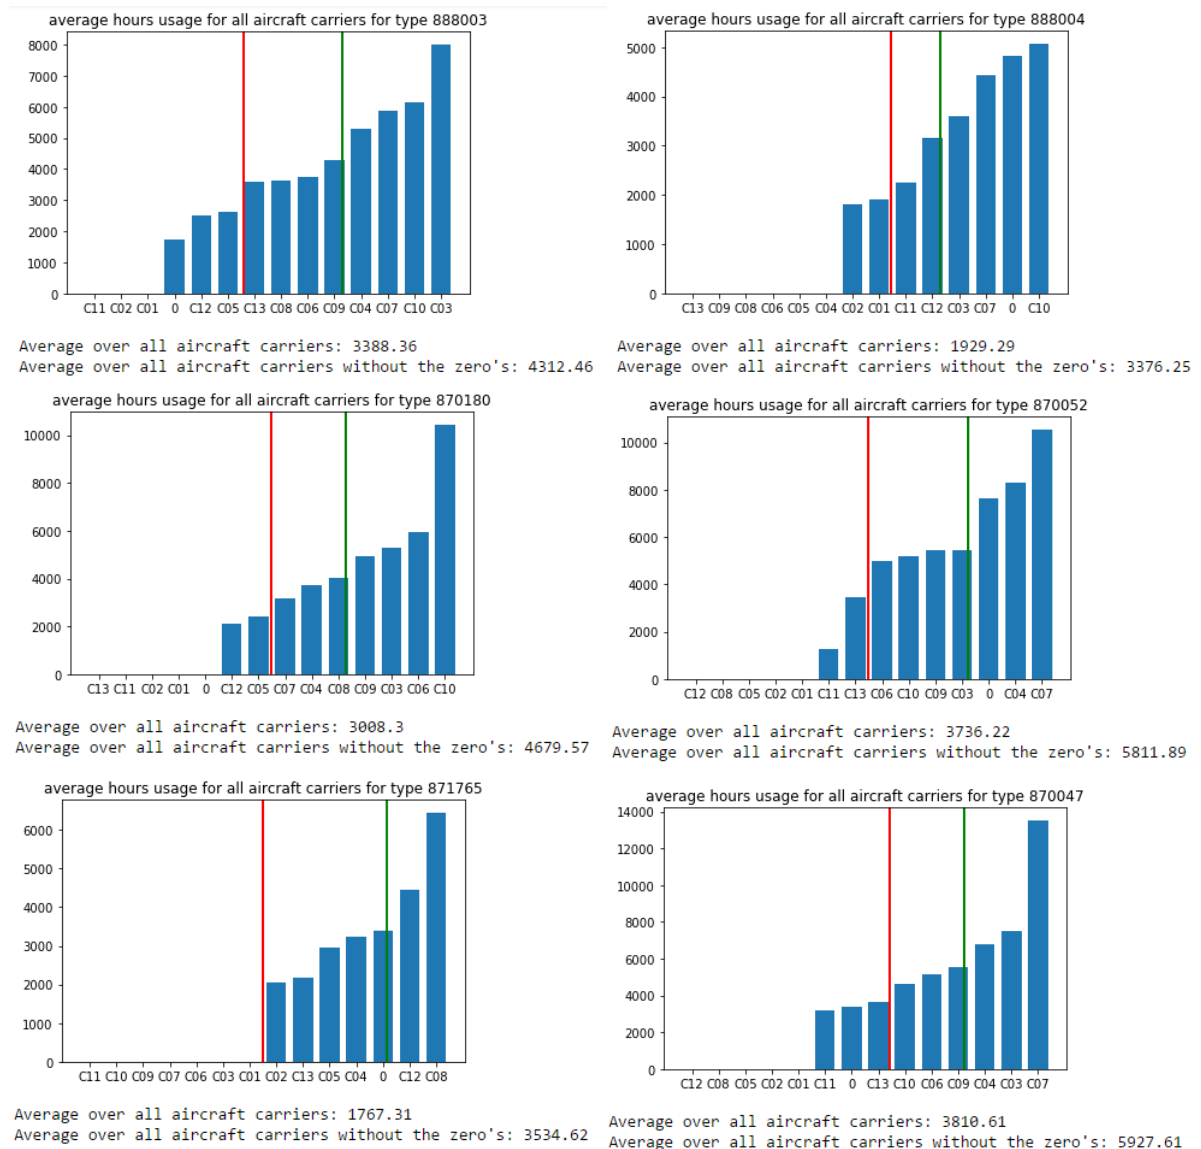 average hours usage for all aircraft carriers for type 888003
8000
7000
6000
5000
4000
3000
2000
1000
0
C11 C02 C01 0 C12 C05 C13 C08 C06 C09 C04 C07 C10 C03
Average over all aircraft carriers: 3388.36
Average over all aircraft carriers without the zero's: 4312.46
average hours usage for all aircraft carriers for type 888004
5000
4000
3000
2000
1000
0
C13 C09 C08 C06 C05 C04 C02 C01 C11 C12 C03 C07 0 C10
Average over all aircraft carriers: 1929.29
Average over all aircraft carriers without the zero's: 3376.25
average hours usage for all aircraft carriers for type 870180
10000
8000
6000
4000
2000
0
C13 C11 C02 C01 0 C12 C05 C07 C04 C08 C09 C03 C06 C10
Average over all aircraft carriers: 3008.3
Average over all aircraft carriers without the zero's: 4679.57
average hours usage for all aircraft carriers for type 870052
10000
8000
6000
4000
2000
0
C12 C08 C05 C02 C01 C11 C13 C06 C10 C09 C03 0 C04 C07
Average over all aircraft carriers: 3736.22
Average over all aircraft carriers without the zero's: 5811.89
average hours usage for all aircraft carriers for type 871765
6000
5000
4000
3000
2000
1000
0
C11 C10 C09 C07 C06 C03 C01 C02 C13 C05 C04 0 C12 C08
Average over all aircraft carriers: 1767.31
Average over all aircraft carriers without the zero's: 3534.62
average hours usage for all aircraft carriers for type 870047
14000
12000
10000
8000
6000
4000
2000
0
C12 C08 C05 C02 C01 C11 0 C13 C10 C06 C09 C04 C03 C07
Average over all aircraft carriers: 3810.61
Average over all aircraft carriers without the zero's: 5927.61